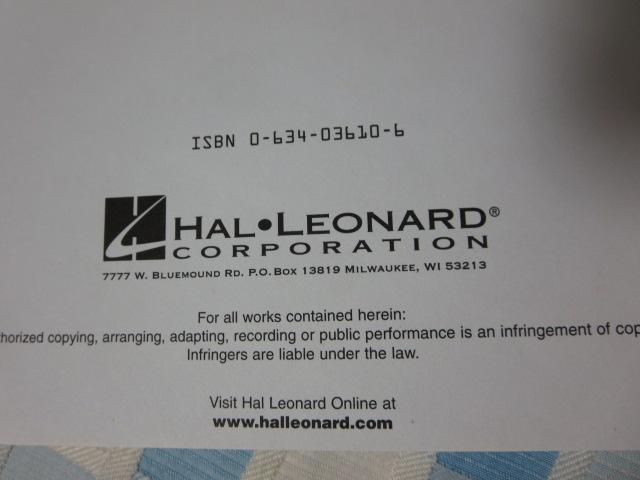 ISBN 0-634-03610-6
HAL•LEONARD®
CORPORATION
7777 W. BLUEMOUND RD. P.O. BOX 13819 MILWAUKEE, WI 53213
For all works contained herein:
copying, arranging, adapting, recording or public performance is an infringement of
Infringers are liable under the law.
Visit Hal Leonard Online at
www.halleonard.com